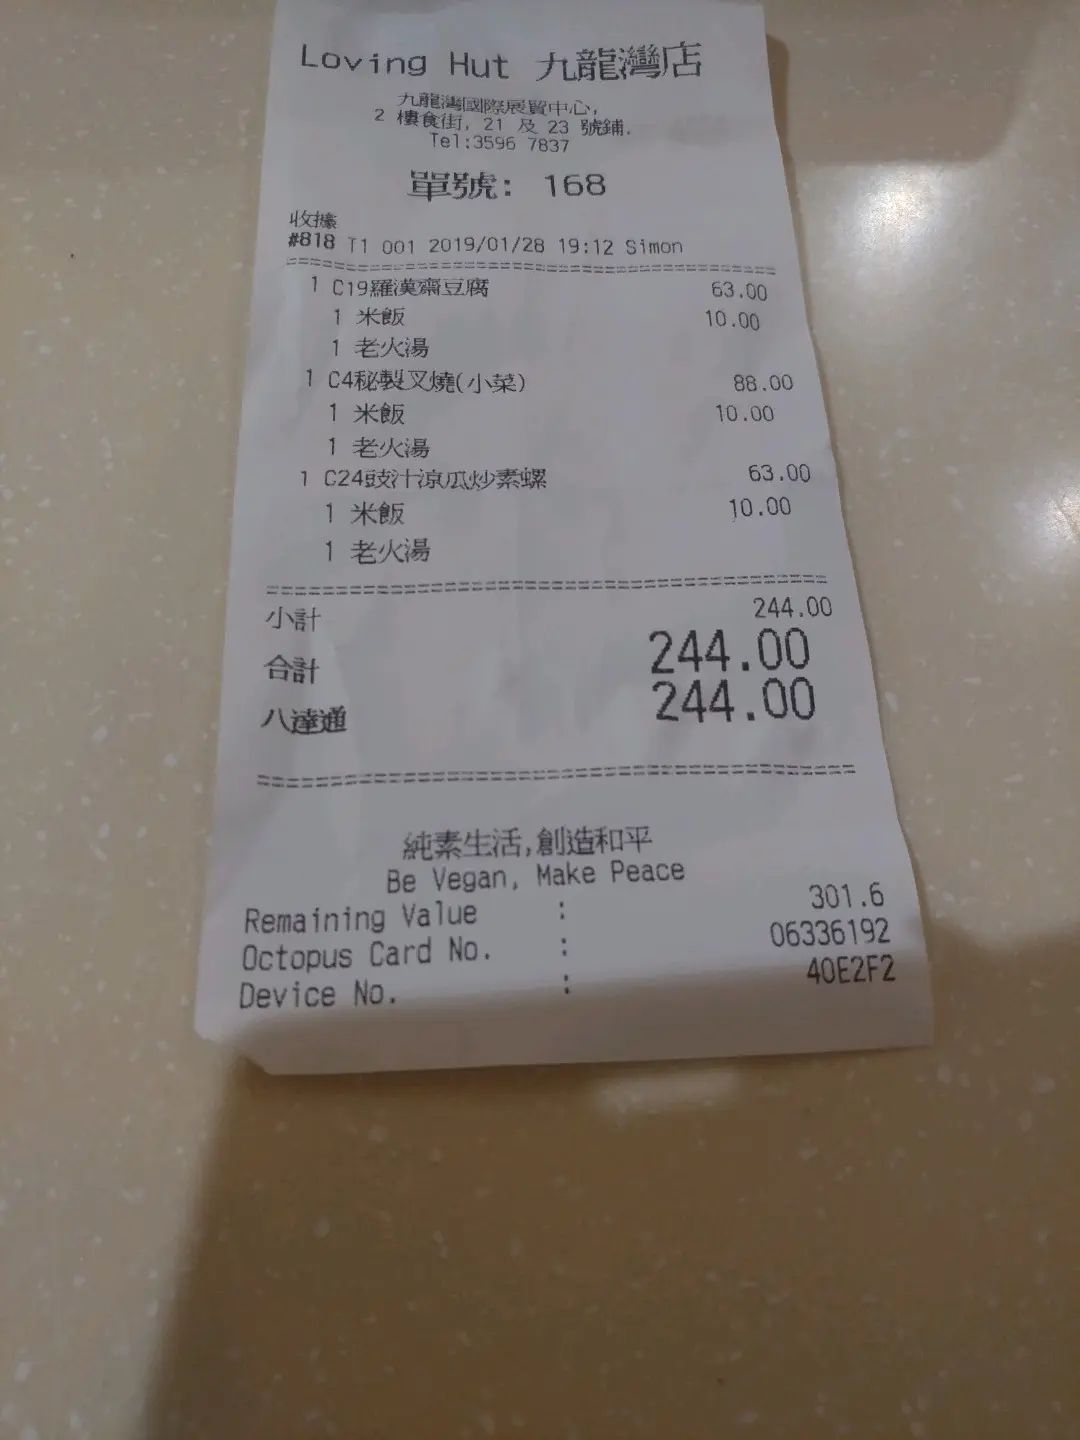 Loving Hut 九龍灣店
九龍灣國際展貿中心,
2 樓食街, 21 及 23 號鋪.
Tel:3596 7837
單號: 168
收據
#818 T1 001 2019/01/28 19:12 Simon
1 C19羅漢齋豆腐 63.00
1 米飯 10.00
1 老火湯
1 C4秘製叉燒(小菜) 88.00
1 米飯 10.00
1 老火湯
1 C24豉汁涼瓜炒素螺 63.00
1 米飯 10.00
1 老火湯
小計 244.00
合計 244.00
八達通 244.00
純素生活,創造和平
Be Vegan, Make Peace
Remaining Value : 301.6
Octopus Card No. : 06336192
Device No. : 40E2F2